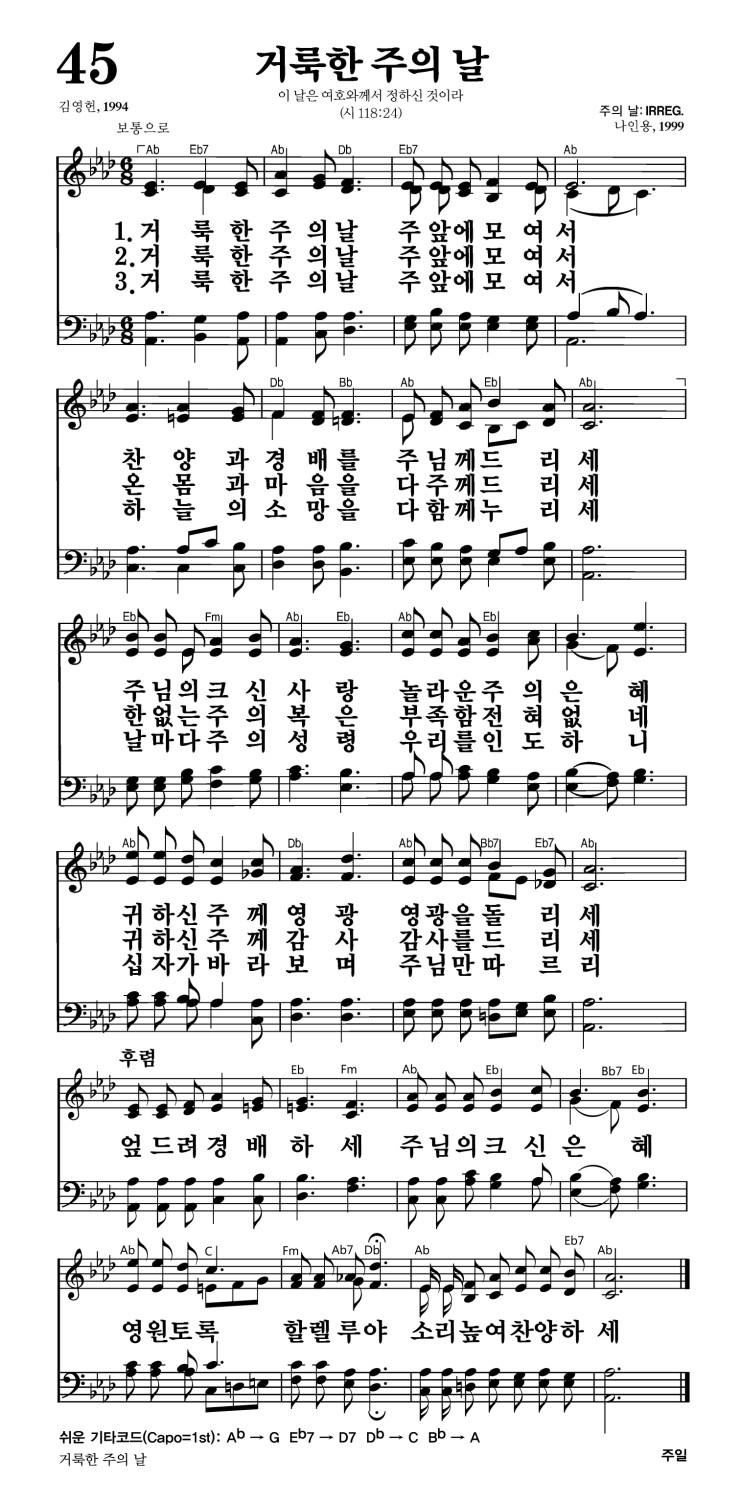 45 거룩한 주의 날
이 날은 여호와께서 정하신 것이라
(시 118:24)
김영헌, 1994
주의 날: IRREG.
나인용, 1999
보통으로
Ab Eb7 Ab Db Eb7 Ab
6 8
1. 거 룩 한 주 의 날 주 앞 에 모 여 서
2. 거 룩 한 주 의 날 주 앞 에 모 여 서
3. 거 룩 한 주 의 날 주 앞 에 모 여 서
6 8
Db Bb Ab Eb Ab
찬 양 과 경 배 를 주 님 께 드 리 세
온 몸 과 마 음 을 다 주 께 드 리 세
하 늘 의 소 망 을 다 함 께 누 리 세
Eb Fm Ab Eb Ab Eb
주 님 의 크 신 사 랑 놀 라 운 주 의 은 혜
한 없 는 주 의 복 은 부 족 함 전 혀 없 네
날 마 다 주 의 성 령 우 리 를 인 도 하 니
Ab Db Ab Bb7 Eb7 Ab
귀 하 신 주 께 영 광 영 광 을 돌 리 세
귀 하 신 주 께 감 사 감 사 를 드 리 세
십 자 가 바 라 보 며 주 님 만 따 르 리
후렴
Eb Fm Ab Eb Bb7 Eb
엎 드 려 경 배 하 세 주 님 의 크 신 은 혜
Ab C Fm Ab7 Db Ab Eb7 Ab
영 원 토 록 할 렐 루 야 소 리 높 여 찬 양 하 세
쉬운 기타코드(Capo=1st): Ab → G Eb7 → D7 Db → C Bb → A
거룩한 주의 날
주일